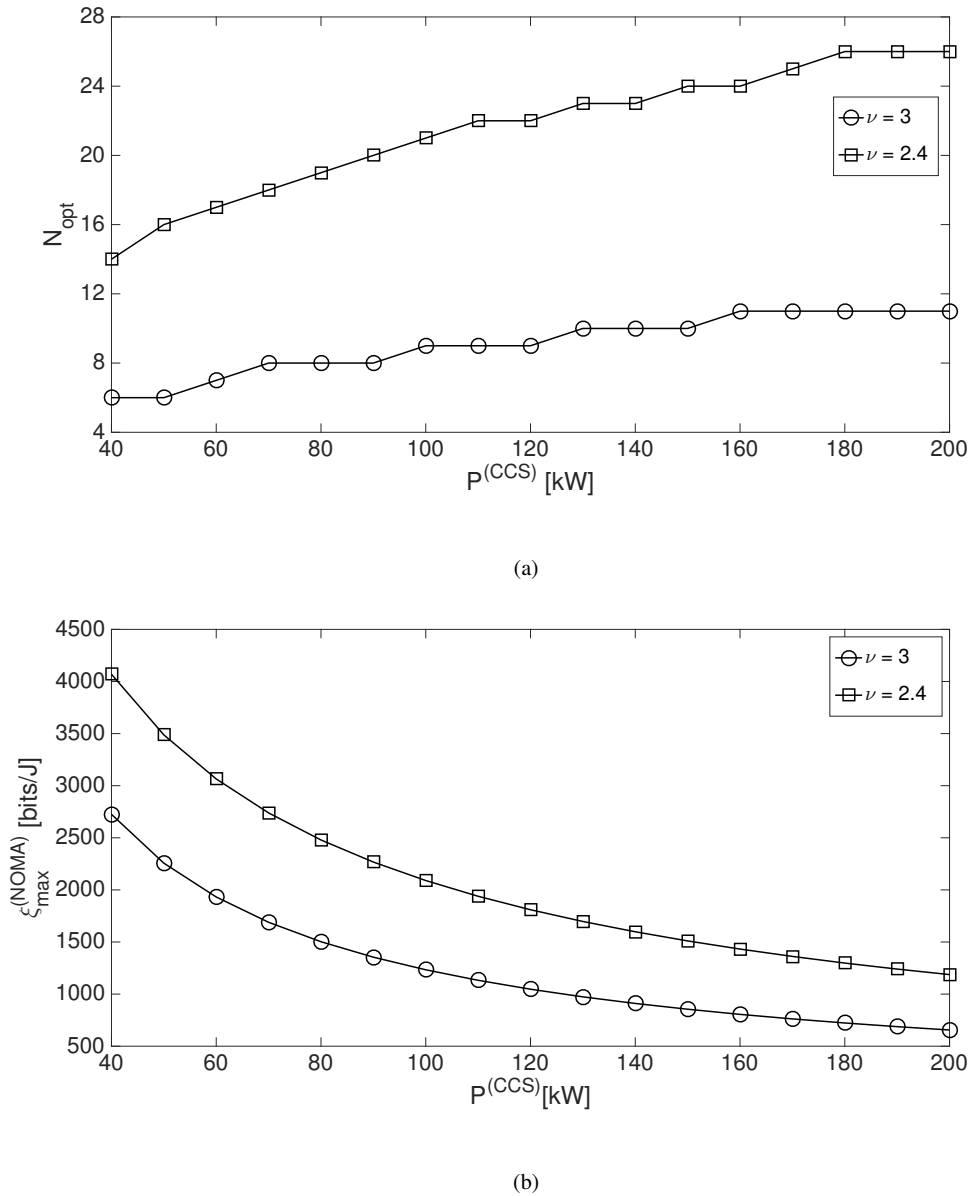 28
24
20
16
12
8
4
N_opt
ν = 3
ν = 2.4
40 60 80 100 120 140 160 180 200
P^(CCS) [kW]
(a)
4500
4000
3500
3000
2500
2000
1500
1000
500
ξ_max^(NOMA) [bits/J]
ν = 3
ν = 2.4
40 60 80 100 120 140 160 180 200
P^(CCS)[kW]
(b)